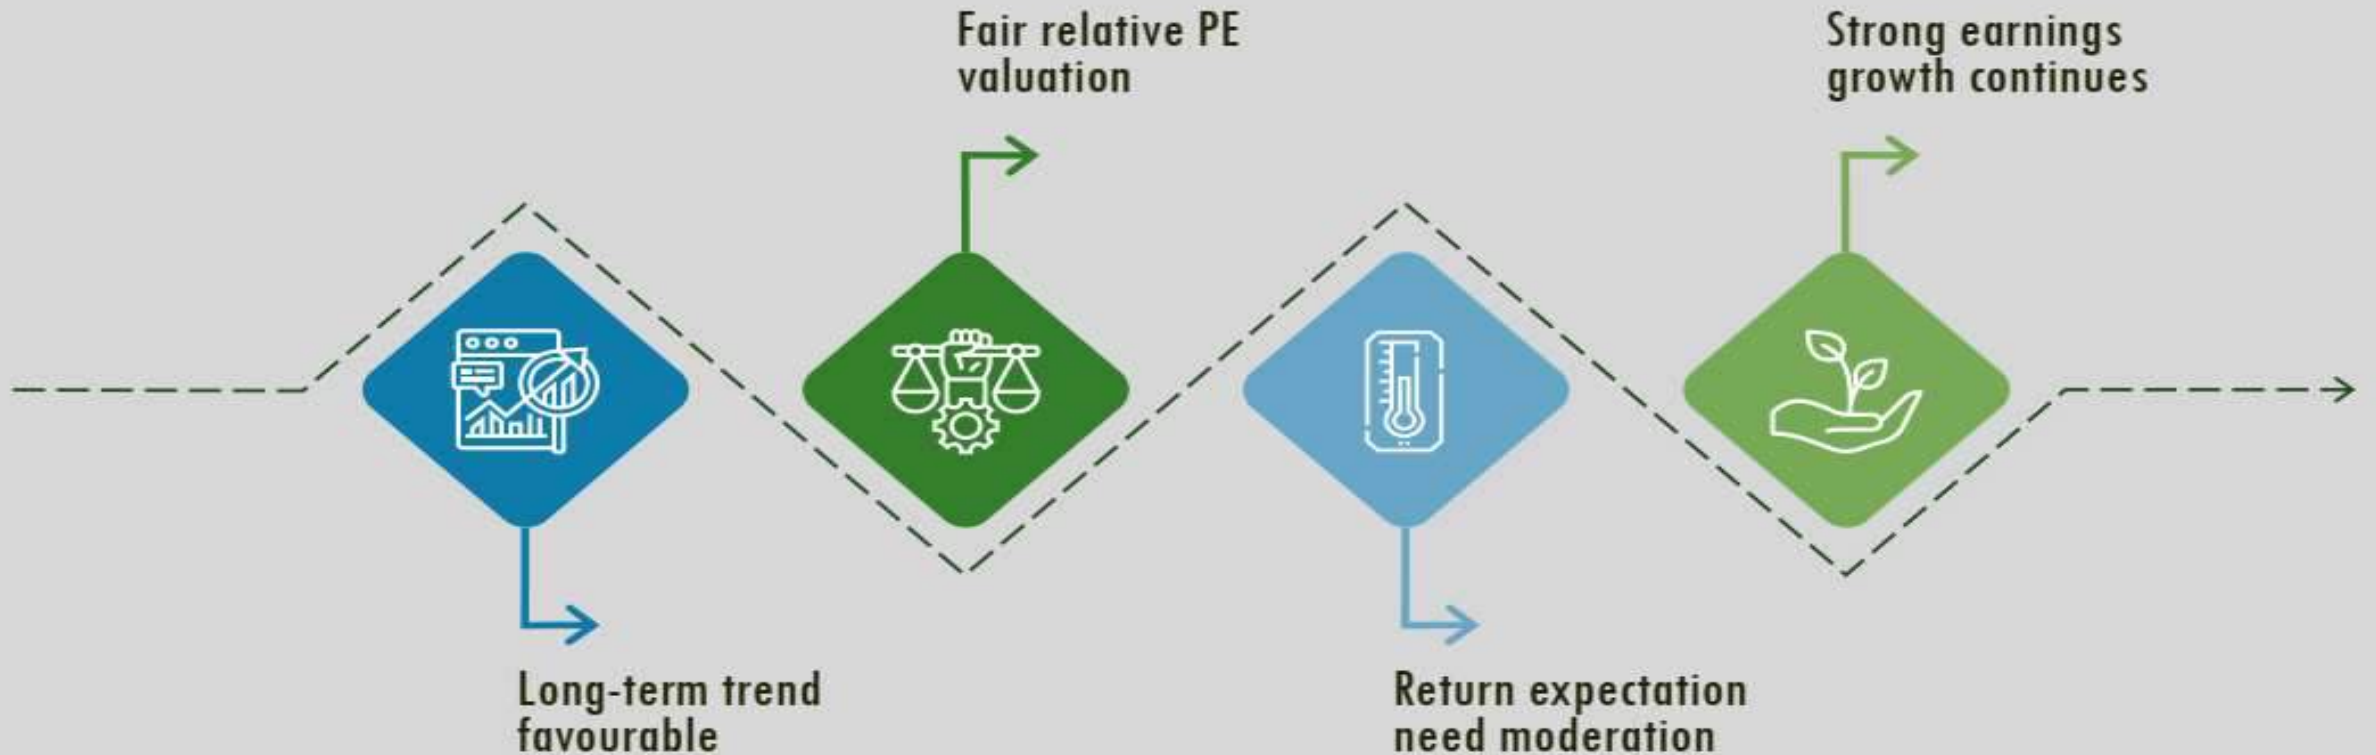 Fair relative PE
valuation
Strong earnings
growth continues
Long-term trend
favourable
Return expectation
need moderation